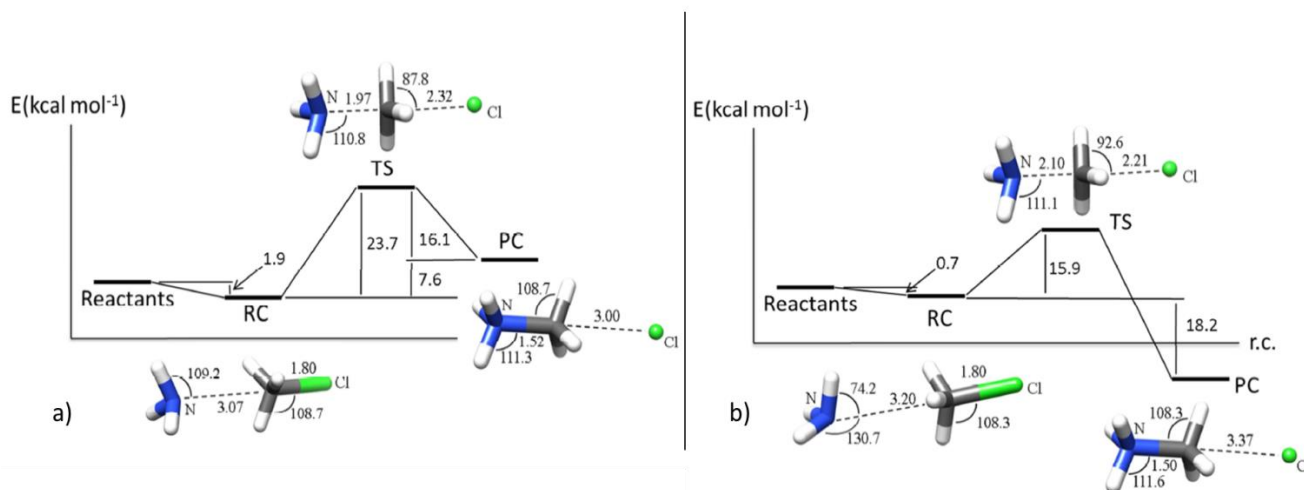 E(kcal mol-1)
N
1.97
87.8
2.32
Cl
110.8
TS
1.9
23.7
16.1
PC
7.6
Reactants
RC
108.7
N
3.00
1.52
111.3
Cl
109.2
1.80
Cl
N
3.07
108.7
a)
E(kcal mol-1)
92.6
N
2.10
2.21
Cl
111.1
TS
0.7
15.9
Reactants
RC
18.2
r.c.
PC
1.80
Cl
N
74.2
3.20
130.7
108.3
b)
108.3
N
3.37
1.50
111.6